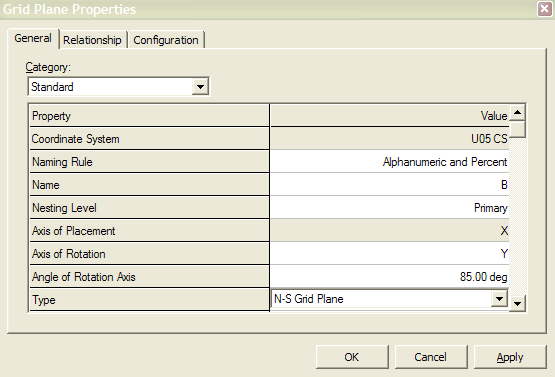 Grid Plane Properties
General Relationship Configuration
Category:
Standard
Property Value
Coordinate System U05 CS
Naming Rule Alphanumeric and Percent
Name B
Nesting Level Primary
Axis of Placement X
Axis of Rotation Y
Angle of Rotation Axis 85.00 deg
Type N-S Grid Plane
OK Cancel Apply